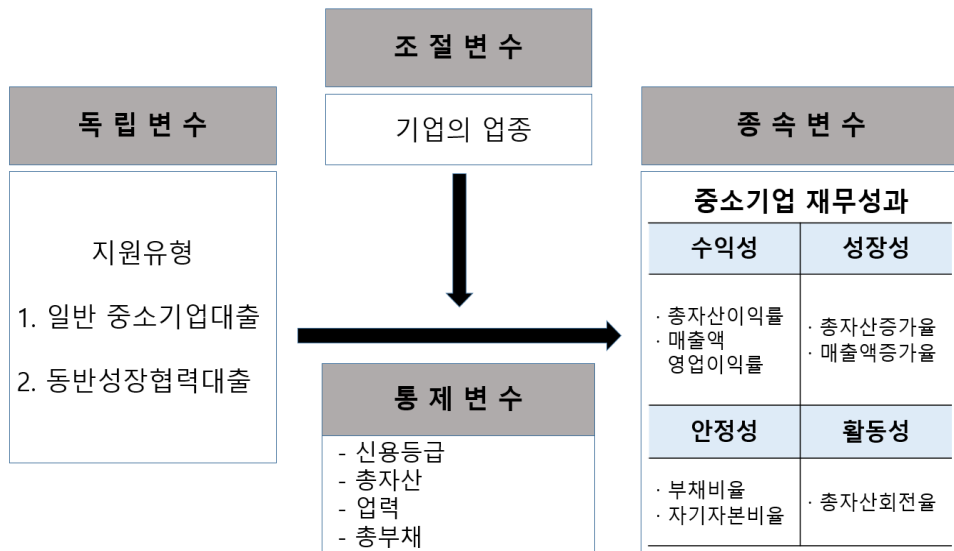 조 절 변 수
기업의 업종
독 립 변 수
지원유형
1. 일반 중소기업대출
2. 동반성장협력대출
통 제 변 수
- 신용등급
- 총자산
- 업력
- 총부채
종 속 변 수
중소기업 재무성과
수익성
성장성
· 총자산이익률
· 매출액
영업이익률
· 총자산증가율
· 매출액증가율
안정성
활동성
· 부채비율
· 자기자본비율
· 총자산회전율